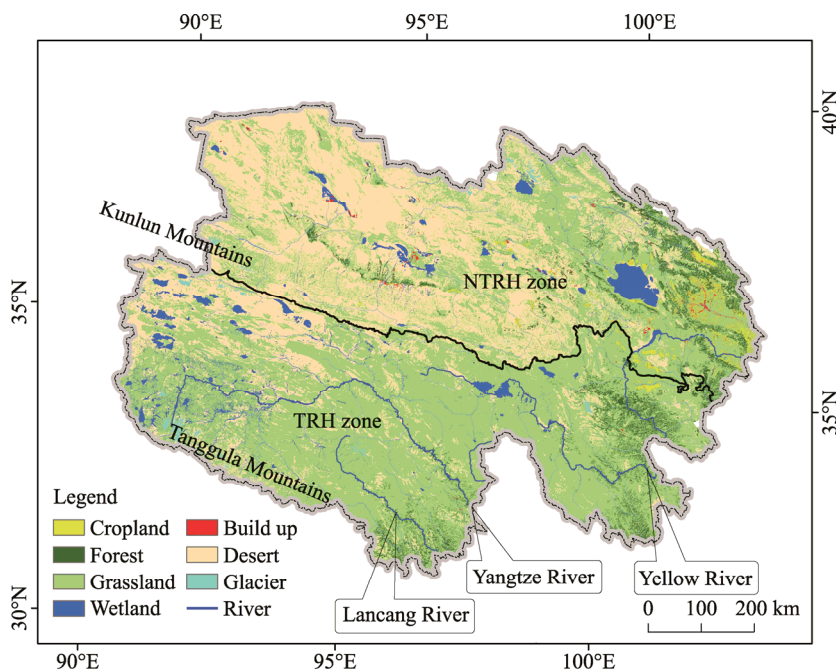 90°E 95°E 100°E
40°N
Kunlun Mountains
NTRH zone
35°N
35°N
TRH zone
Tanggula Mountains
Legend
Cropland Build up
Forest Desert
Grassland Glacier
Wetland River
Yangtze River
Yellow River
Lancang River
0 100 200 km
30°N
90°E 95°E 100°E